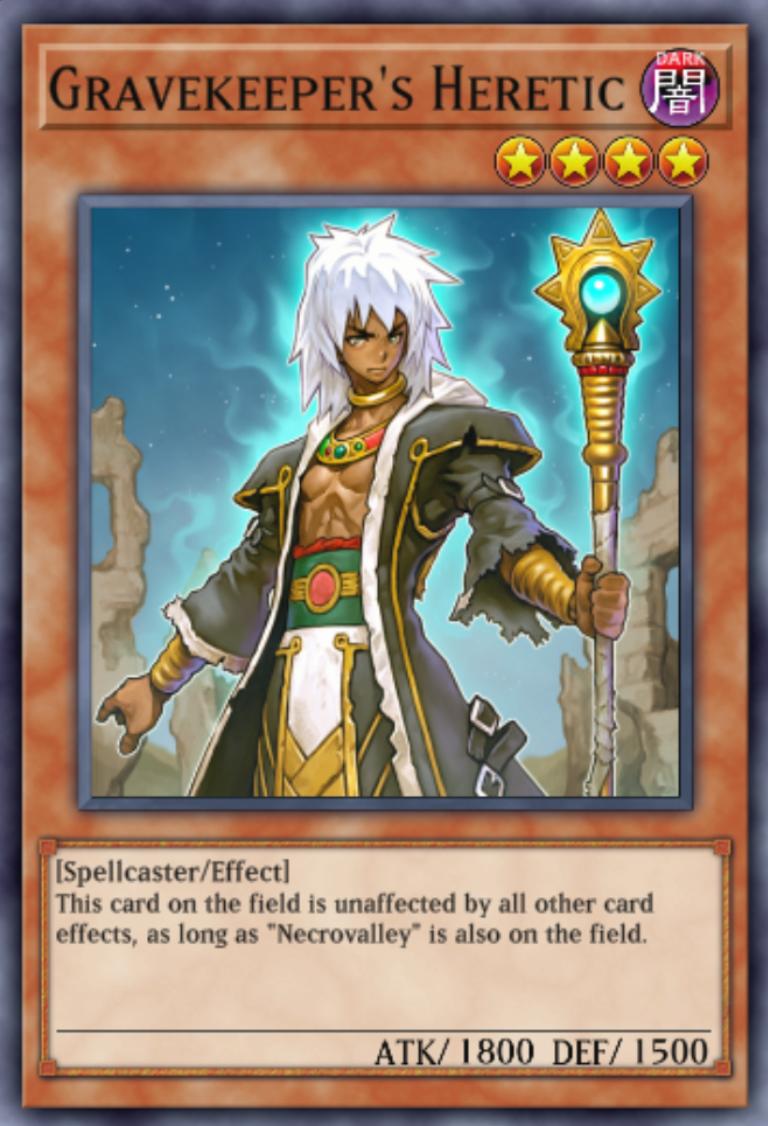 GRAVEKEEPER'S HERETIC
DARK
闇
[Spellcaster/Effect]
This card on the field is unaffected by all other card
effects, as long as "Necrovalley" is also on the field.
ATK/ 1800 DEF/ 1500